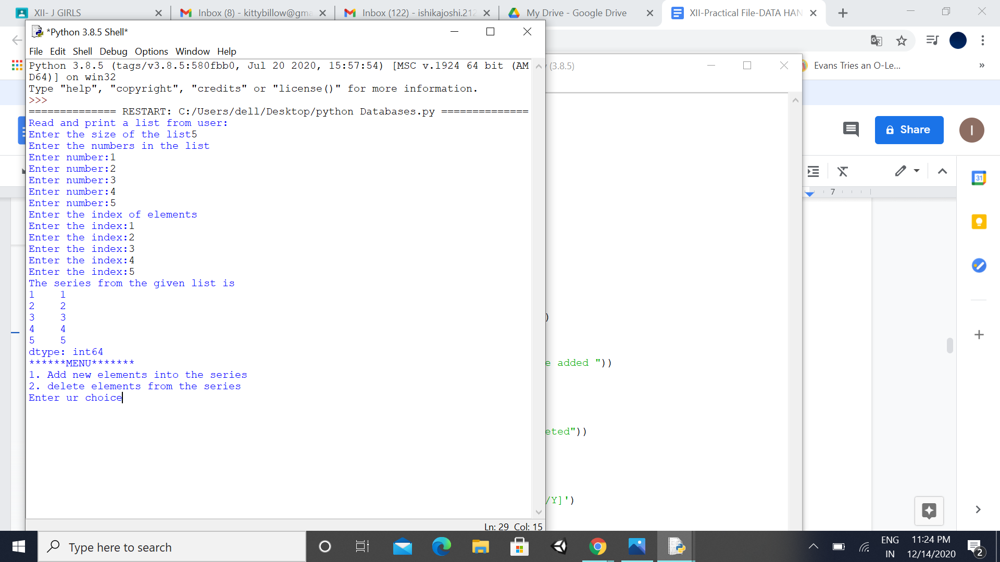 XII- J GIRLS
Inbox (8) - kittybillow@gma
Inbox (122) - ishikajoshi.212
My Drive - Google Drive
XII-Practical File-DATA HAN
*Python 3.8.5 Shell*
File Edit Shell Debug Options Window Help
(3.8.5)
Evans Tries an O-Le...
»
Python 3.8.5 (tags/v3.8.5:580fbb0, Jul 20 2020, 15:57:54) [MSC v.1924 64 bit (AM
D64)] on win32
Type "help", "copyright", "credits" or "license()" for more information.
>>>
============== RESTART: C:/Users/dell/Desktop/python Databases.py ==============
Read and print a list from user:
Enter the size of the list5
Enter the numbers in the list
Enter number:1
Enter number:2
Enter number:3
Enter number:4
Enter number:5
Enter the index of elements
Enter the index:1
Enter the index:2
Enter the index:3
Enter the index:4
Enter the index:5
The series from the given list is
1    1
2    2
3    3
4    4
5    5
dtype: int64
******MENU*******
1. Add new elements into the series
2. delete elements from the series
Enter ur choice
Ln: 29 Col: 15
)
e added "))
eted"))
/Y]')
Share
I
7
31
Type here to search
ENG
IN
11:24 PM
12/14/2020
2